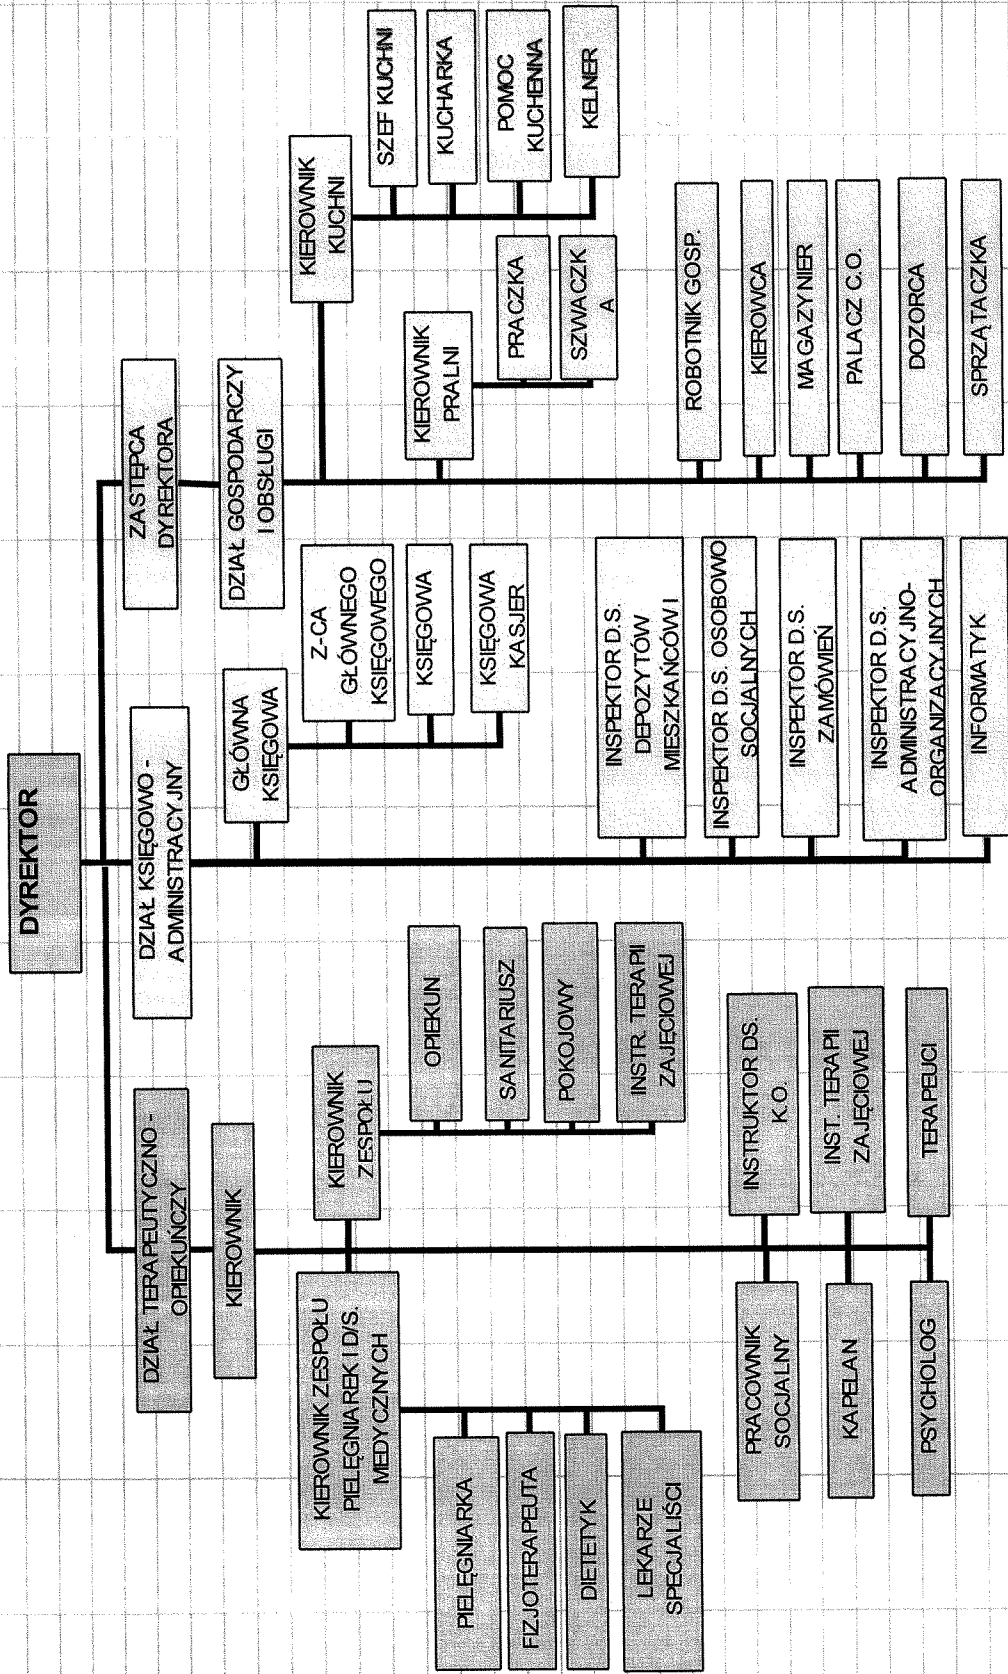 DYREKTOR
DZIAŁ TERAPEUTYCZNO-
OPIEKUŃCZY
KIEROWNIK
KIEROWNIK ZESPOŁU
PIELĘGNIAREK I D/S.
MEDYCZNYCH
PIELĘGNIARKA
FIZJOTERAPEUTA
DIETETYK
LEKARZE
SPECJALIŚCI
KIEROWNIK
ZESPOŁU
OPIEKUN
SANITARIUSZ
POKOJOWY
INSTR. TERAPII
ZAJĘCIOWEJ
PRACOWNIK
SOCJALNY
KAPELAN
PSYCHOLOG
INSTRUKTOR DS.
K.O.
INST. TERAPII
ZAJĘCIOWEJ
TERAPEUCI
DZIAŁ KSIĘGOWO -
ADMINISTRACYJNY
GŁÓWNA
KSIĘGOWA
Z-CA
GŁÓWNEGO
KSIĘGOWEGO
KSIĘGOWA
KSIĘGOWA
KASJER
INSPEKTOR D.S.
DEPOZYTÓW
MIESZKAŃCÓW I
INSPEKTOR D.S. OSOBOWO
SOCJALNYCH
INSPEKTOR D.S.
ZAMÓWIEŃ
INSPEKTOR D.S.
ADMINISTRACYJNO-
ORGANIZACYJNYCH
INFORMATYK
ZASTĘPCA
DYREKTORA
DZIAŁ GOSPODARCZY
I OBSŁUGI
KIEROWNIK
KUCHNI
SZEF KUCHNI
KUCHARKA
POMOC
KUCHENNA
KELNER
KIEROWNIK
PRALNI
PRACZKA
SZWACZK
A
ROBOTNIK GOSP.
KIEROWCA
MAGAZYNIER
PALACZ C.O.
DOZORCA
SPRZĄTACZKA